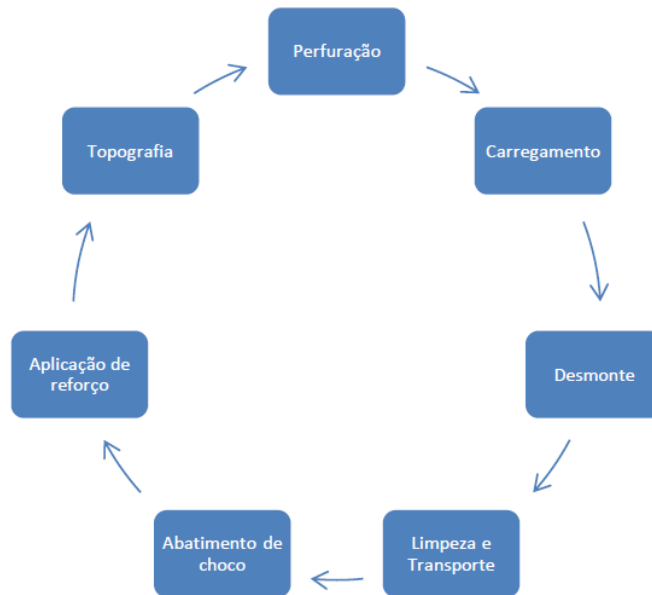 Perfuração
Carregamento
Desmonte
Limpeza e
Transporte
Abatimento de
choco
Aplicação de
reforço
Topografia